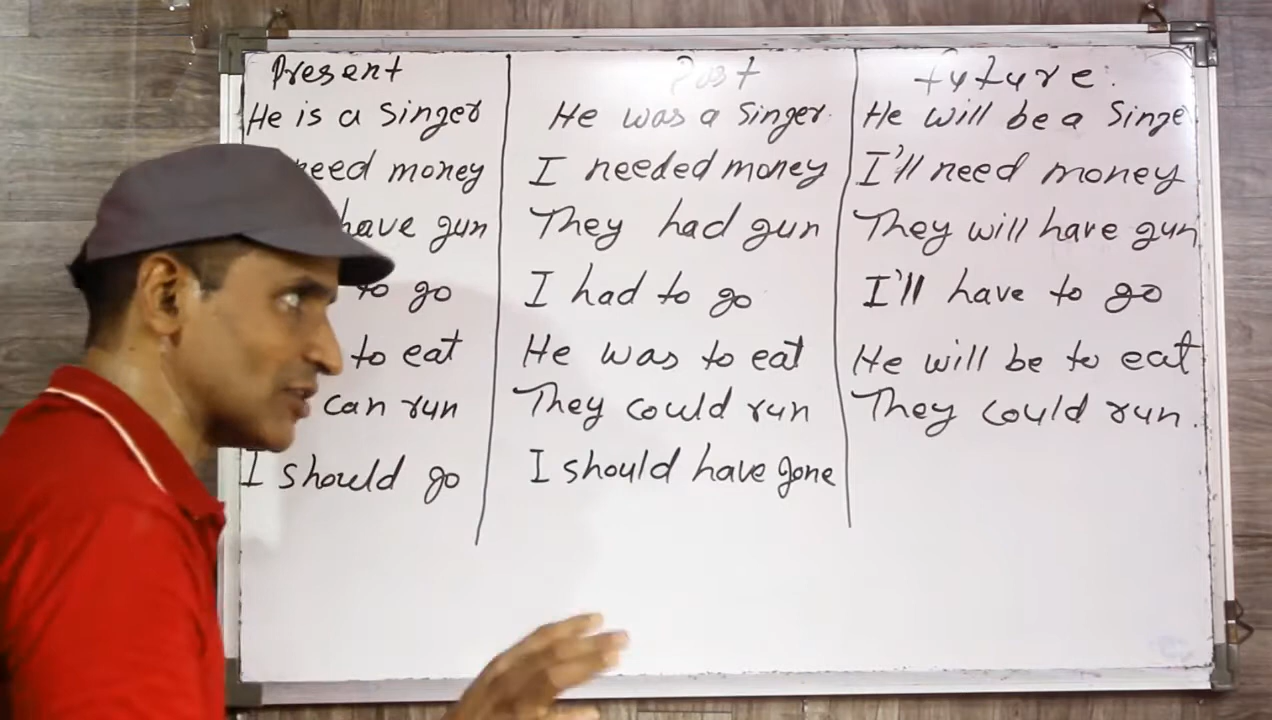 Present Past future:
He is a Singer He was a Singer. He will be a Singe
need money I needed money I'll need money
have gun They had gun They will have gun
to go I had to go I'll have to go
to eat He was to eat He will be to eat
can run They could run They could run.
I should go I should have gone